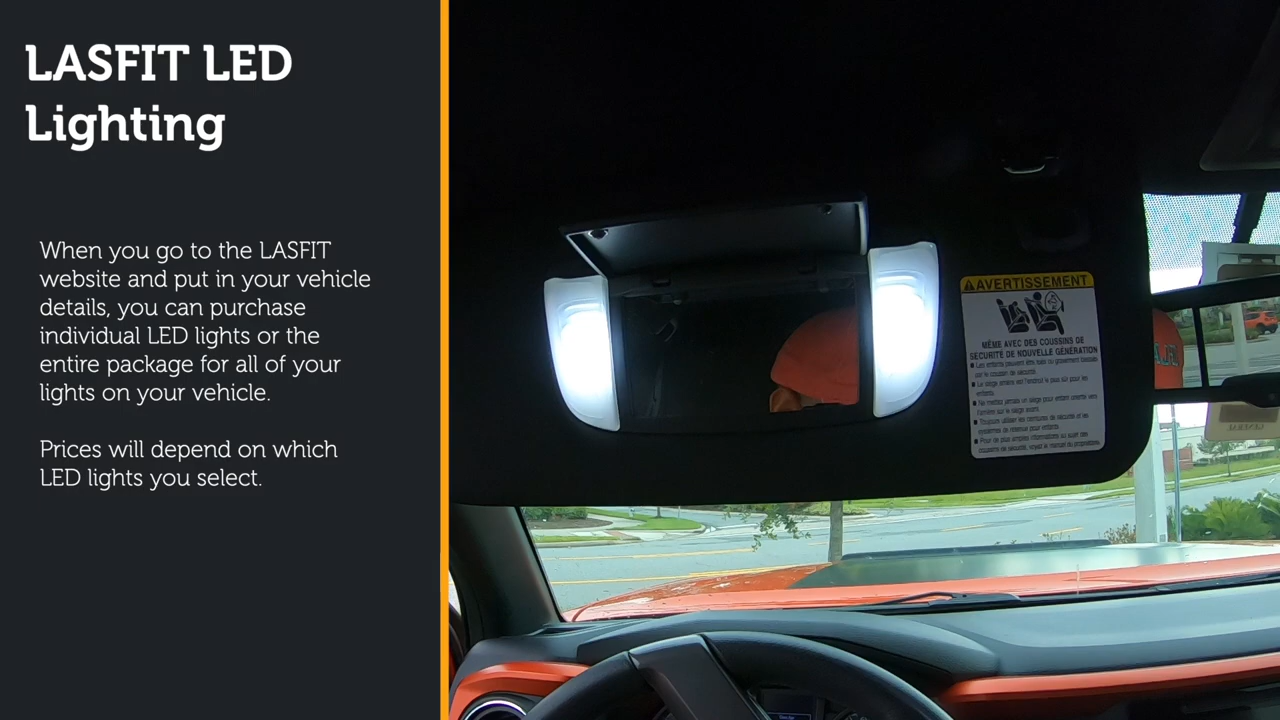 LASFIT LED
Lighting
When you go to the LASFIT
website and put in your vehicle
details, you can purchase
individual LED lights or the
entire package for all of your
lights on your vehicle.
Prices will depend on which
LED lights you select.
AVERTISSEMENT
MÊME AVEC DES COUSSINS DE
SÉCURITÉ DE NOUVELLE GÉNÉRATION